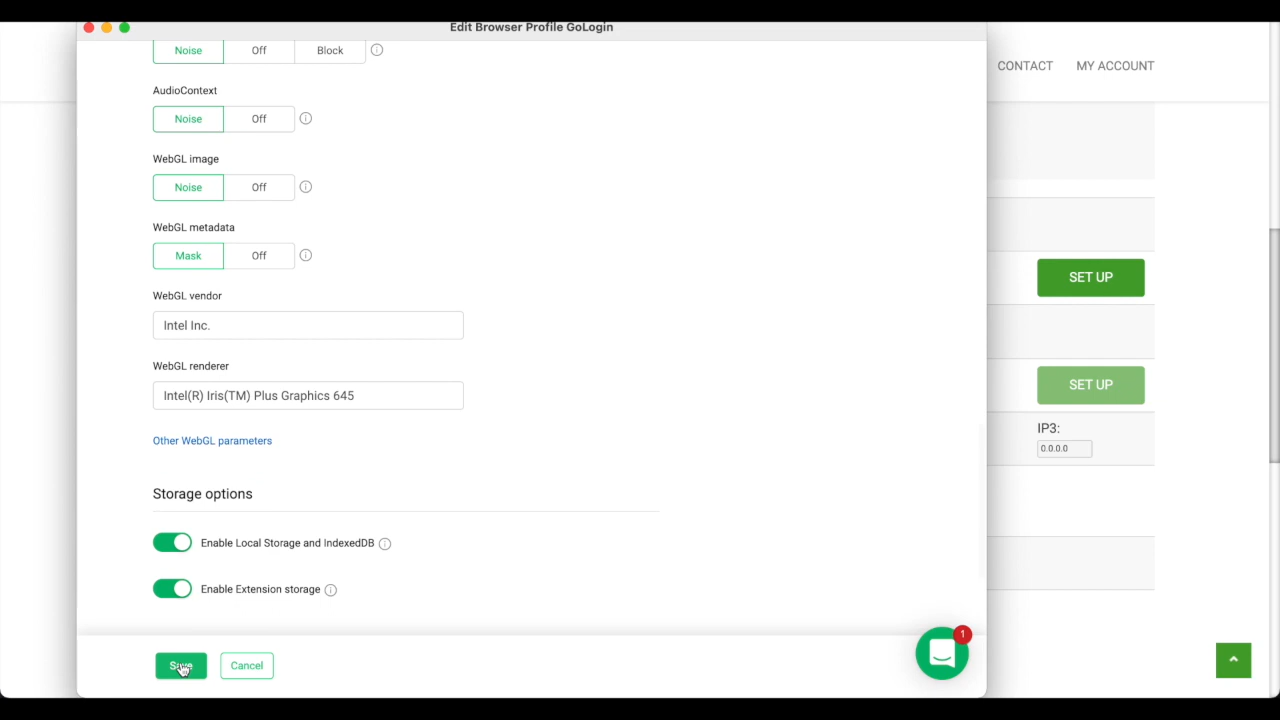 Edit Browser Profile GoLogin
CONTACT MY ACCOUNT
Noise Off Block
AudioContext
Noise Off
WebGL image
Noise Off
WebGL metadata
Mask Off
WebGL vendor
Intel Inc.
WebGL renderer
Intel(R) Iris(TM) Plus Graphics 645
Other WebGL parameters
Storage options
Enable Local Storage and IndexedDB
Enable Extension storage
Save Cancel
1
SET UP
SET UP
IP3:
0.0.0.0